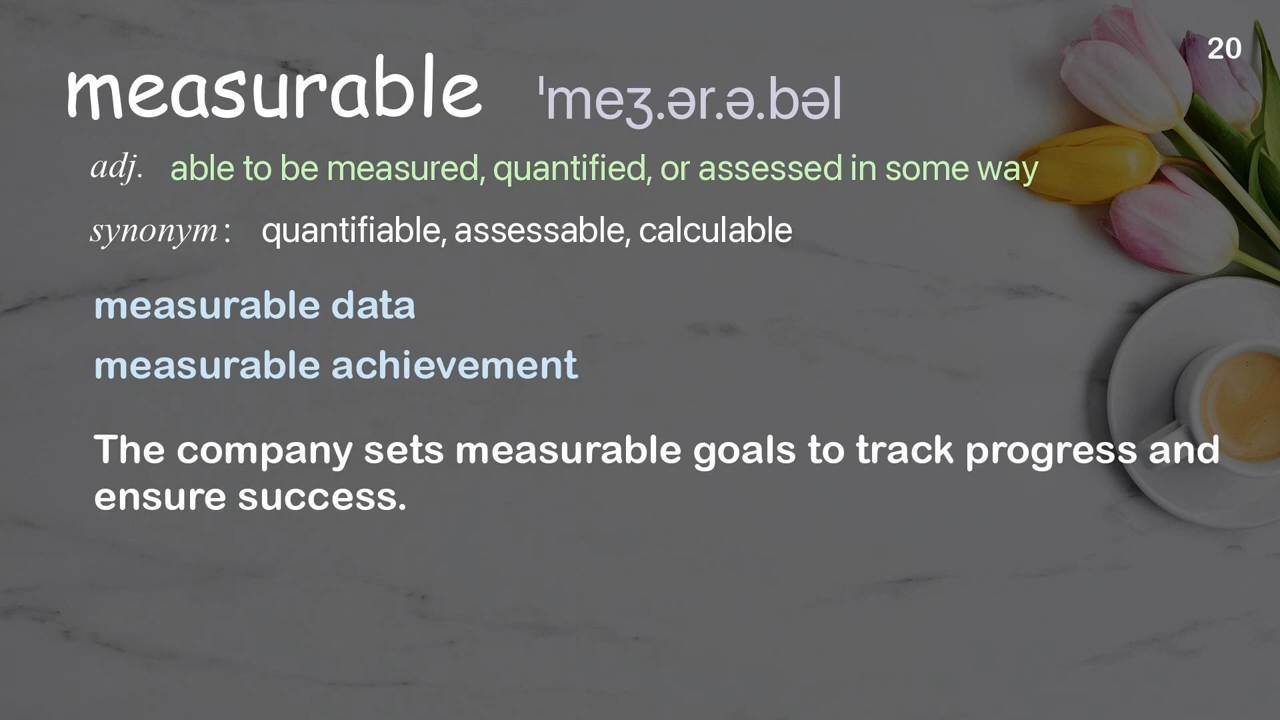 20
measurable ˈmeʒ.ər.ə.bəl
adj. able to be measured, quantified, or assessed in some way
synonym: quantifiable, assessable, calculable
measurable data
measurable achievement
The company sets measurable goals to track progress and
ensure success.